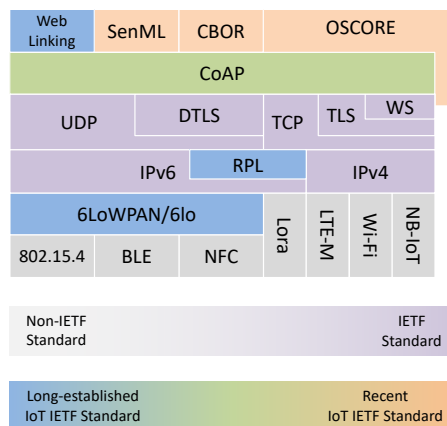 Web
Linking
SenML
CBOR
OSCORE
CoAP
UDP
DTLS
TCP
TLS
WS
IPv6
RPL
IPv4
6LoWPAN/6lo
Lora
LTE-M
Wi-Fi
NB-IoT
802.15.4
BLE
NFC
Non-IETF
Standard
IETF
Standard
Long-established
IoT IETF Standard
Recent
IoT IETF Standard